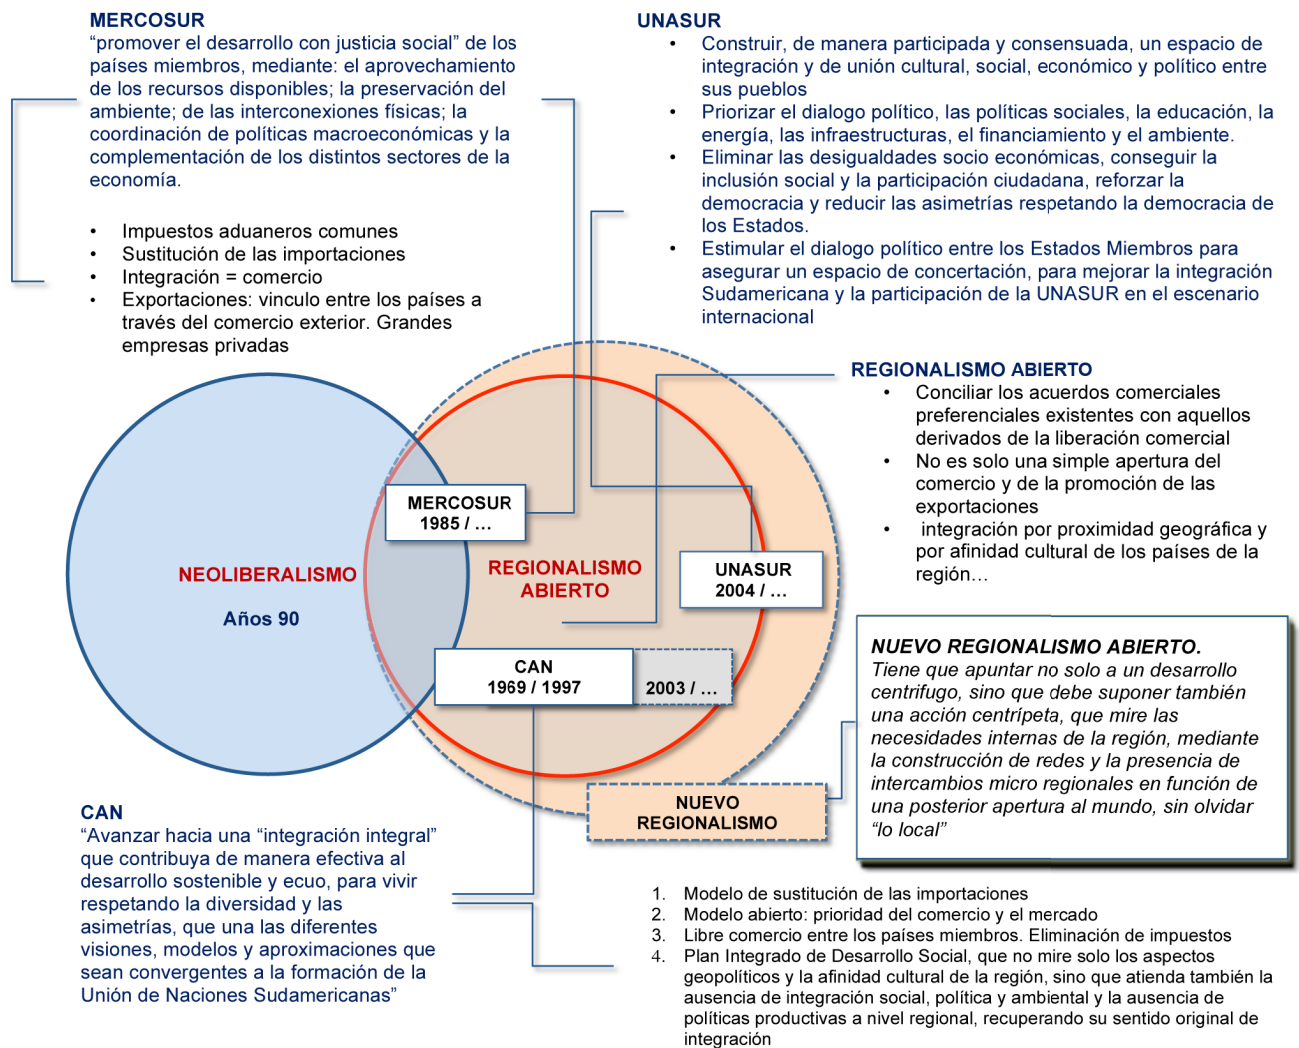 MERCOSUR
“promover el desarrollo con justicia social” de los
países miembros, mediante: el aprovechamiento
de los recursos disponibles; la preservación del
ambiente; de las interconexiones físicas; la
coordinación de políticas macroeconómicas y la
complementación de los distintos sectores de la
economía.
• Impuestos aduaneros comunes
• Sustitución de las importaciones
• Integración = comercio
• Exportaciones: vinculo entre los países a
través del comercio exterior. Grandes
empresas privadas
UNASUR
• Construir, de manera participada y consensuada, un espacio de
integración y de unión cultural, social, económico y político entre
sus pueblos
• Priorizar el dialogo político, las políticas sociales, la educación, la
energía, las infraestructuras, el financiamiento y el ambiente.
• Eliminar las desigualdades socio económicas, conseguir la
inclusión social y la participación ciudadana, reforzar la
democracia y reducir las asimetrías respetando la democracia de
los Estados.
• Estimular el dialogo político entre los Estados Miembros para
asegurar un espacio de concertación, para mejorar la integración
Sudamericana y la participación de la UNASUR en el escenario
internacional
REGIONALISMO ABIERTO
• Conciliar los acuerdos comerciales
preferenciales existentes con aquellos
derivados de la liberación comercial
• No es solo una simple apertura del
comercio y de la promoción de las
exportaciones
• integración por proximidad geográfica y
por afinidad cultural de los países de la
región…
MERCOSUR
1985 / …
NEOLIBERALISMO
Años 90
REGIONALISMO
ABIERTO
UNASUR
2004 / …
CAN
1969 / 1997
2003 / …
NUEVO
REGIONALISMO
NUEVO REGIONALISMO ABIERTO.
Tiene que apuntar no solo a un desarrollo
centrifugo, sino que debe suponer también
una acción centrípeta, que mire las
necesidades internas de la región, mediante
la construcción de redes y la presencia de
intercambios micro regionales en función de
una posterior apertura al mundo, sin olvidar
“lo local”
CAN
“Avanzar hacia una “integración integral”
que contribuya de manera efectiva al
desarrollo sostenible y ecuo, para vivir
respetando la diversidad y las
asimetrías, que una las diferentes
visiones, modelos y aproximaciones que
sean convergentes a la formación de la
Unión de Naciones Sudamericanas”
1. Modelo de sustitución de las importaciones
2. Modelo abierto: prioridad del comercio y el mercado
3. Libre comercio entre los países miembros. Eliminación de impuestos
4. Plan Integrado de Desarrollo Social, que no mire solo los aspectos
geopolíticos y la afinidad cultural de la región, sino que atienda también la
ausencia de integración social, política y ambiental y la ausencia de
políticas productivas a nivel regional, recuperando su sentido original de
integración